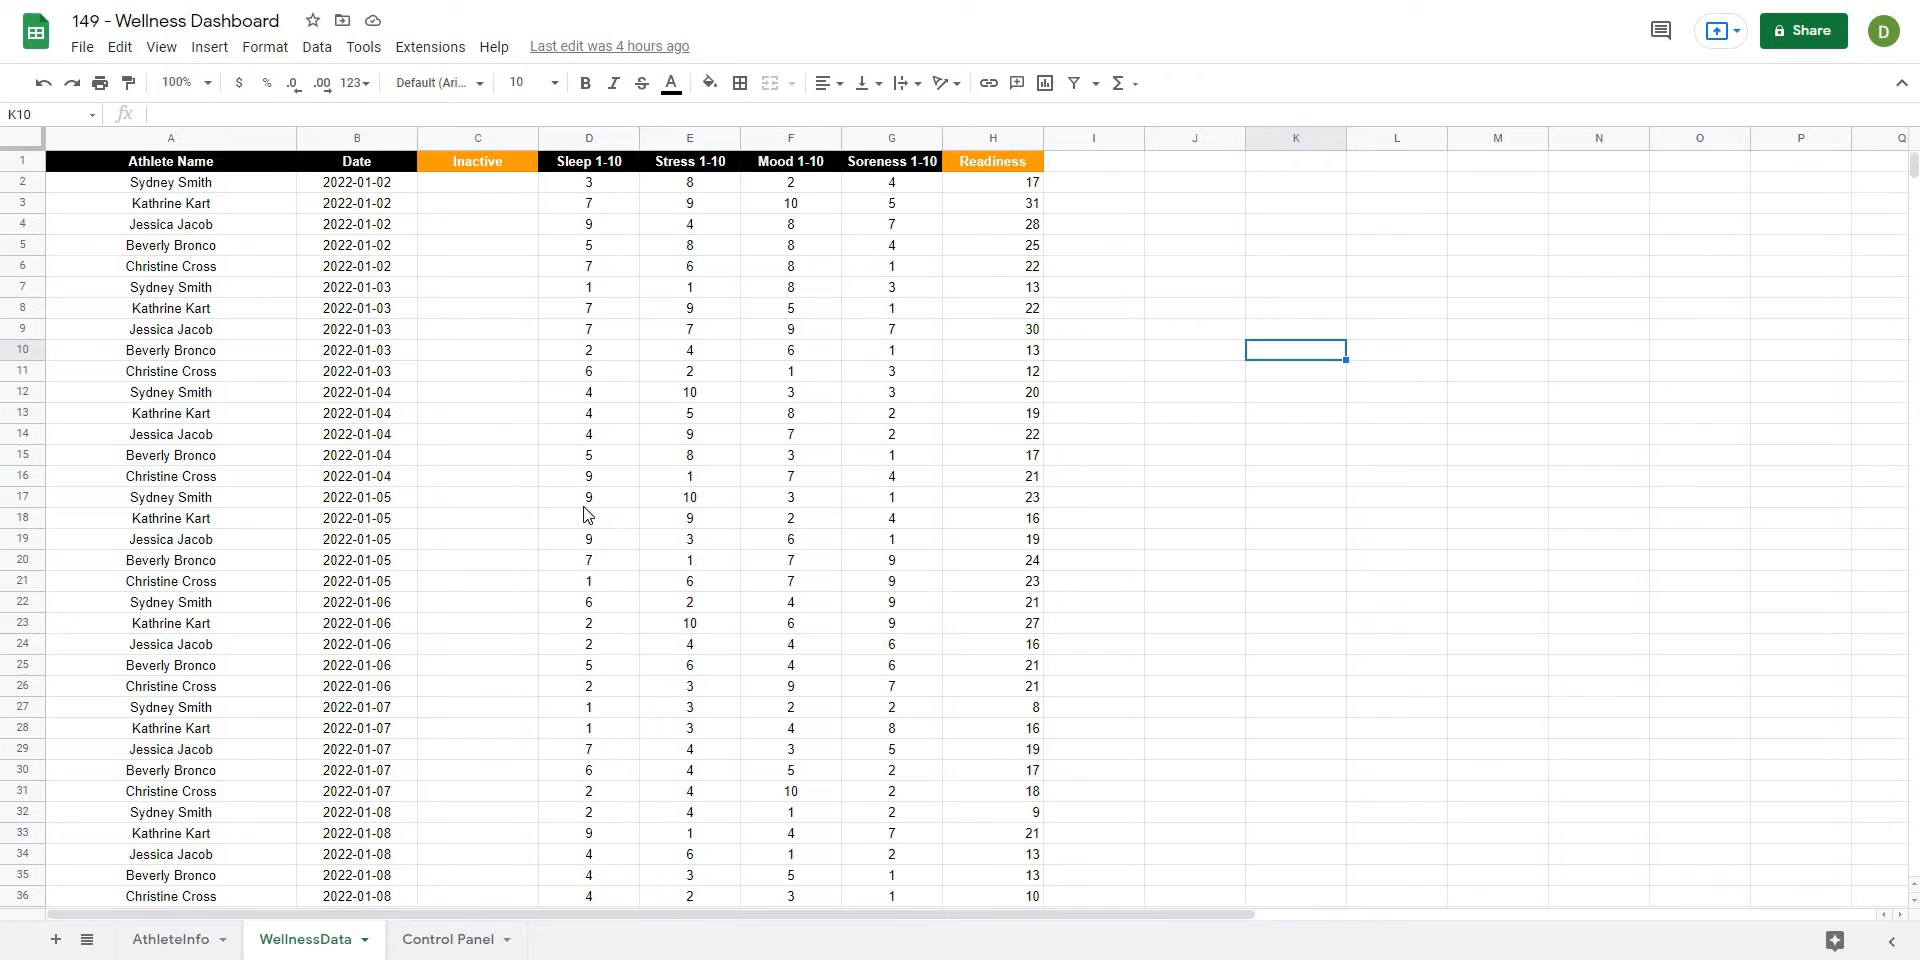 149 - Wellness Dashboard
File Edit View Insert Format Data Tools Extensions Help Last edit was 4 hours ago
Share
D
100% $ % .0 .00 123 Default (Ari... 10 B I S A
K10 fx
A B C D E F G H I J K L M N O P Q
1 Athlete Name Date Inactive Sleep 1-10 Stress 1-10 Mood 1-10 Soreness 1-10 Readiness
2 Sydney Smith 2022-01-02 3 8 2 4 17
3 Kathrine Kart 2022-01-02 7 9 10 5 31
4 Jessica Jacob 2022-01-02 9 4 8 7 28
5 Beverly Bronco 2022-01-02 5 8 8 4 25
6 Christine Cross 2022-01-02 7 6 8 1 22
7 Sydney Smith 2022-01-03 1 1 8 3 13
8 Kathrine Kart 2022-01-03 7 9 5 1 22
9 Jessica Jacob 2022-01-03 7 7 9 7 30
10 Beverly Bronco 2022-01-03 2 4 6 1 13
11 Christine Cross 2022-01-03 6 2 1 3 12
12 Sydney Smith 2022-01-04 4 10 3 3 20
13 Kathrine Kart 2022-01-04 4 5 8 2 19
14 Jessica Jacob 2022-01-04 4 9 7 2 22
15 Beverly Bronco 2022-01-04 5 8 3 1 17
16 Christine Cross 2022-01-04 9 1 7 4 21
17 Sydney Smith 2022-01-05 9 10 3 1 23
18 Kathrine Kart 2022-01-05 9 2 4 16
19 Jessica Jacob 2022-01-05 9 3 6 1 19
20 Beverly Bronco 2022-01-05 7 1 7 9 24
21 Christine Cross 2022-01-05 1 6 7 9 23
22 Sydney Smith 2022-01-06 6 2 4 9 21
23 Kathrine Kart 2022-01-06 2 10 6 9 27
24 Jessica Jacob 2022-01-06 2 4 4 6 16
25 Beverly Bronco 2022-01-06 5 6 4 6 21
26 Christine Cross 2022-01-06 2 3 9 7 21
27 Sydney Smith 2022-01-07 1 3 2 2 8
28 Kathrine Kart 2022-01-07 1 3 4 8 16
29 Jessica Jacob 2022-01-07 7 4 3 5 19
30 Beverly Bronco 2022-01-07 6 4 5 2 17
31 Christine Cross 2022-01-07 2 4 10 2 18
32 Sydney Smith 2022-01-08 2 4 1 2 9
33 Kathrine Kart 2022-01-08 9 1 4 7 21
34 Jessica Jacob 2022-01-08 4 6 1 2 13
35 Beverly Bronco 2022-01-08 4 3 5 1 13
36 Christine Cross 2022-01-08 4 2 3 1 10
AthleteInfo WellnessData Control Panel